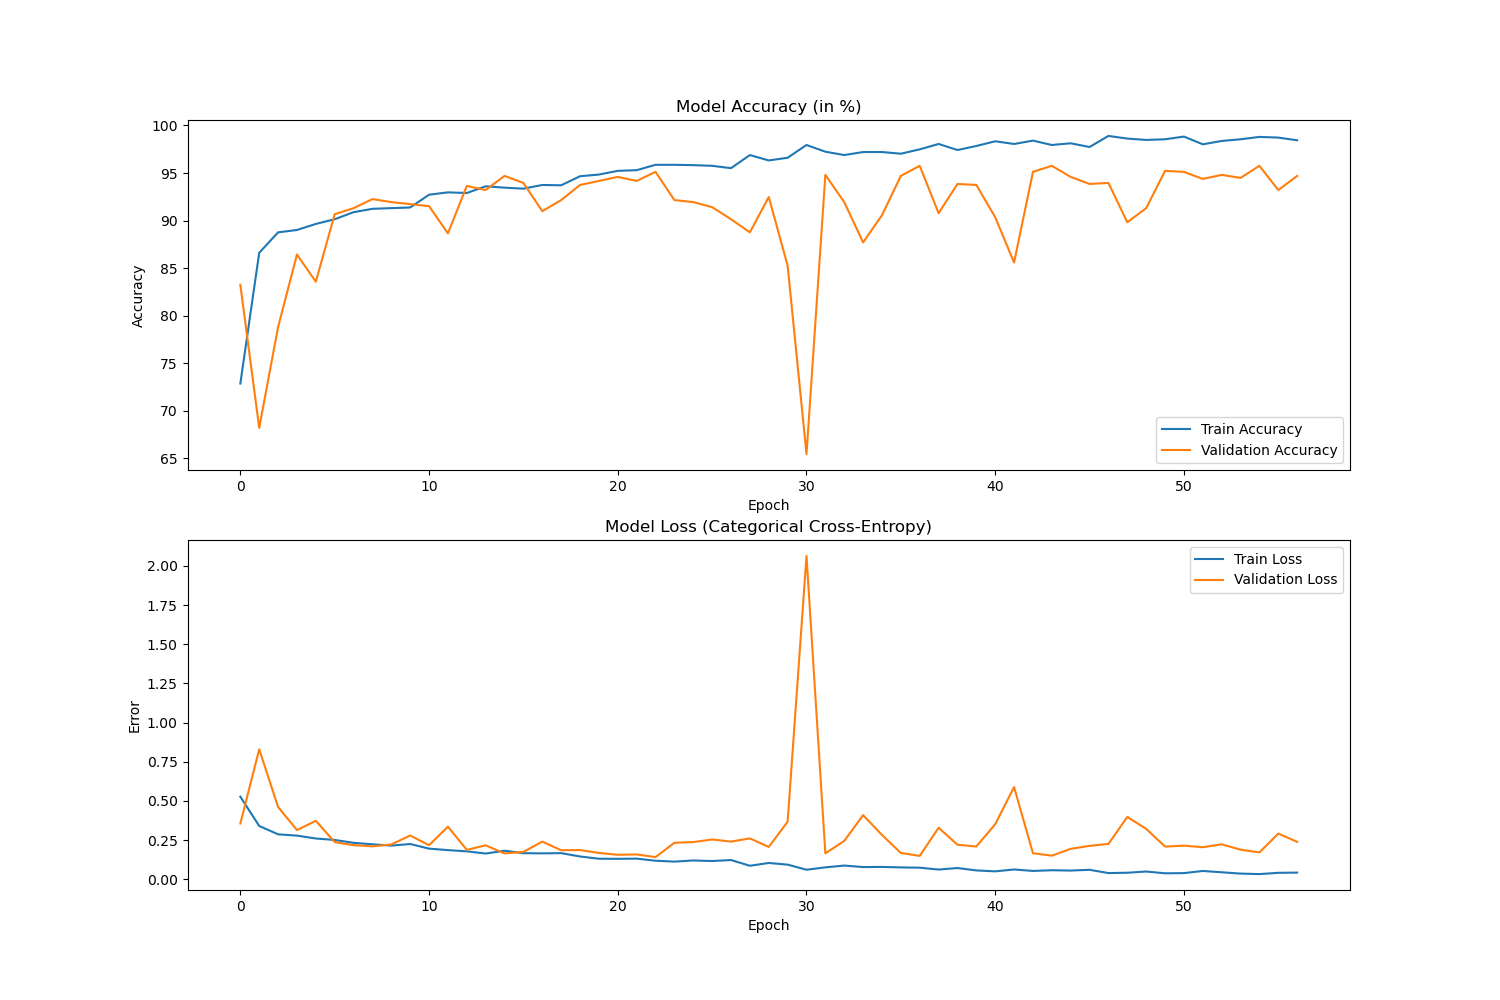 Model Accuracy (in %)
100
95
90
85
80
75
70
65
Accuracy
Train Accuracy
Validation Accuracy
0 10 20 30 40 50
Epoch
Model Loss (Categorical Cross-Entropy)
2.00
1.75
1.50
1.25
1.00
0.75
0.50
0.25
0.00
Error
Train Loss
Validation Loss
0 10 20 30 40 50
Epoch